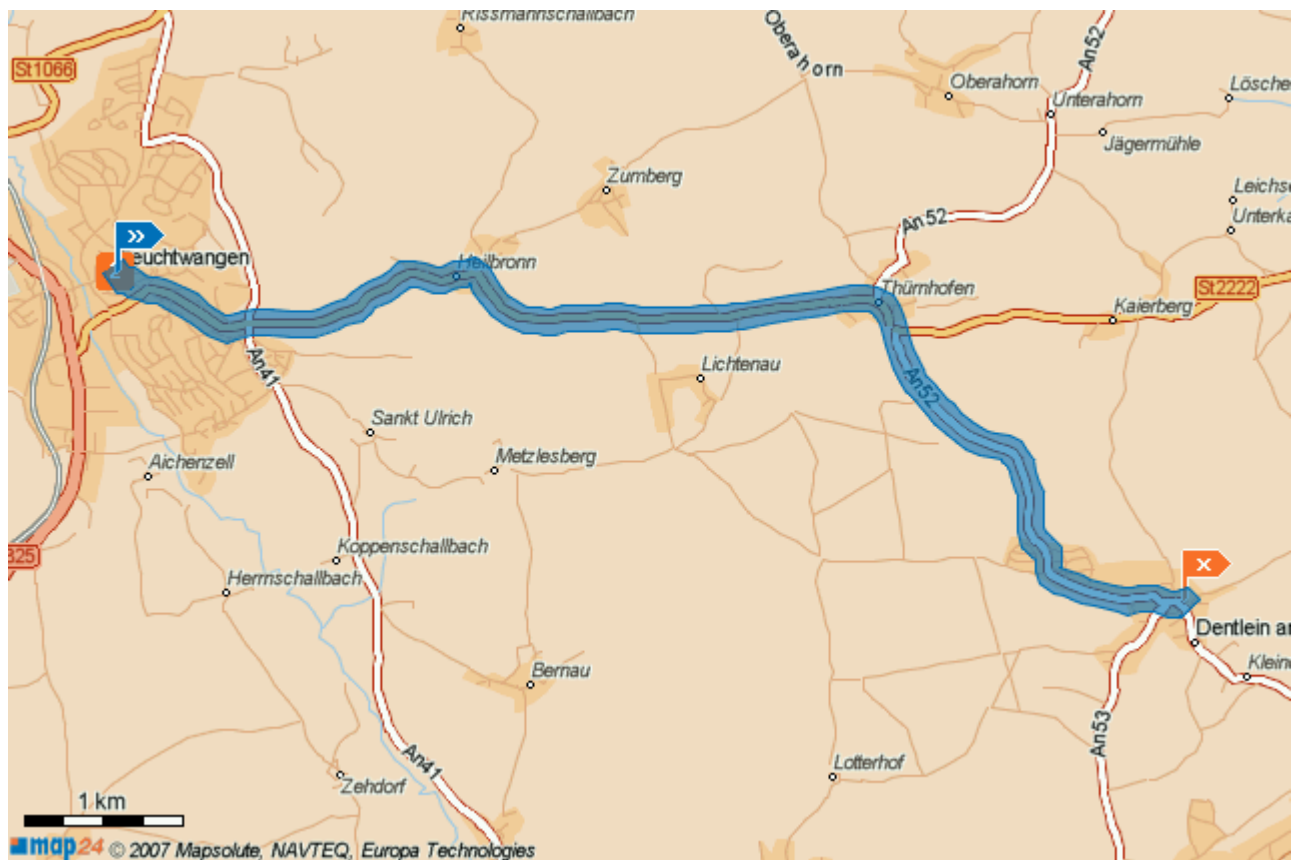 Rissmannschallbach
St1066
Oberahorn
An52
Oberahorn
Unterahorn
Lösche
Jägermühle
Zumberg
Leichse
Unterka
An52
euchtwangen
Heilbronn
Thürnhofen
St2222
Kaierberg
An41
Lichtenau
An52
Sankt Ulrich
Metzlesberg
Aichenzell
325
Koppenschallbach
Herrnschallbach
Dentlein an
Bernau
Kleine
An53
An41
Zehdorf
Lotterhof
1 km
map24 © 2007 Mapsolute, NAVTEQ, Europa Technologies